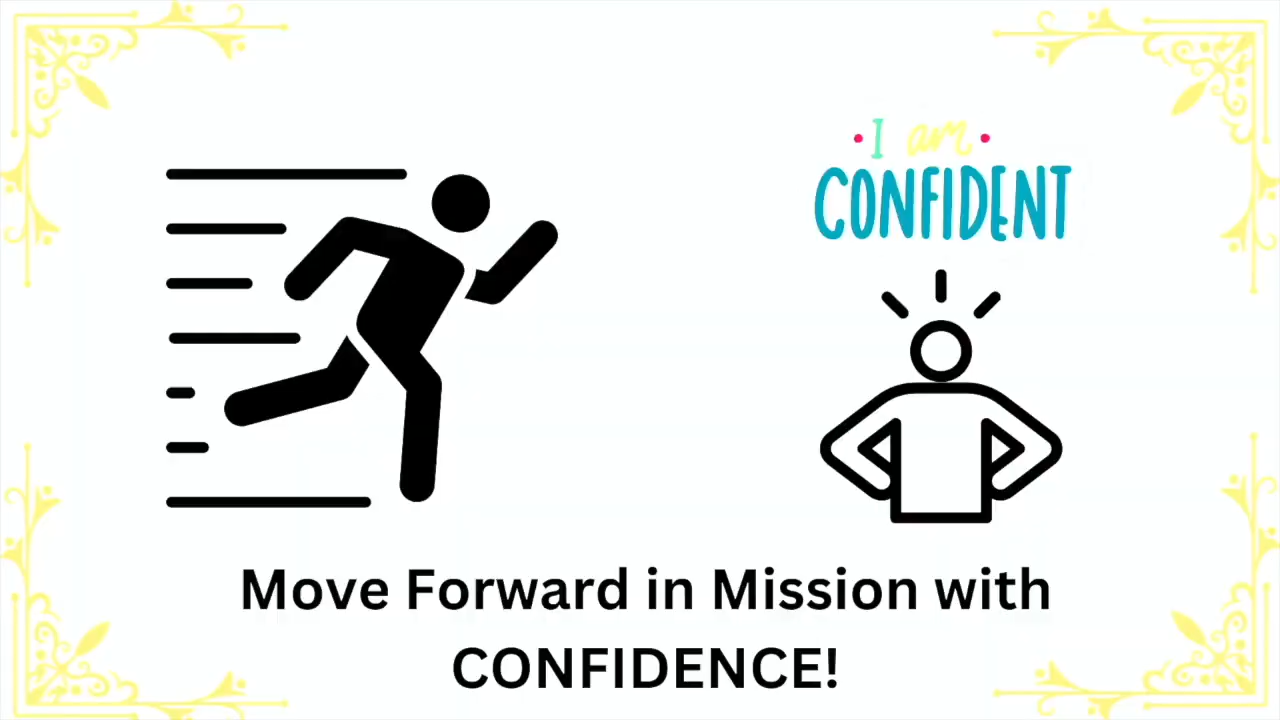 • I am •
CONFIDENT
Move Forward in Mission with
CONFIDENCE!